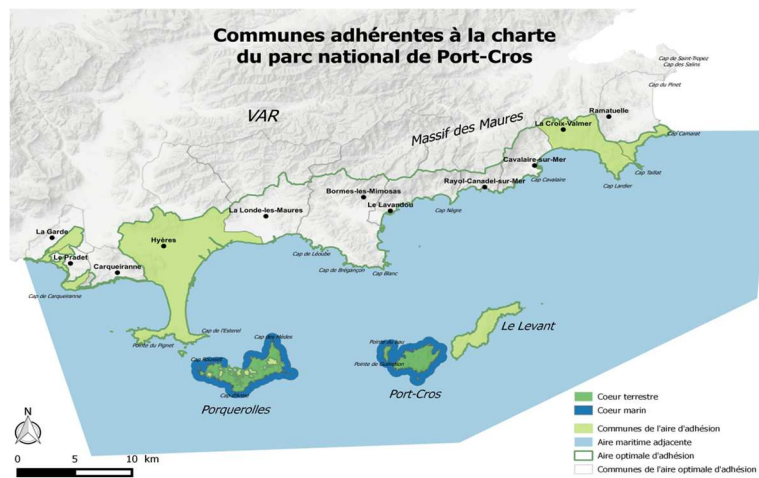 Communes adhérentes à la charte
du parc national de Port-Cros
Cap de Saint-Tropez
Cap des Salins
Cap du Pinet
VAR
Massif des Maures
Ramatuelle
La Croix-Valmer
Cap Camarat
Cavalaire-sur-Mer
Cap Taillat
Cap Cavalaire
Cap Lardier
Rayol-Canadel-sur-Mer
Bormes-les-Mimosas
Le Lavandou
Cap Nègre
La Londe-les-Maures
La Garde
Hyères
Le Pradet
Carqueiranne
Cap de Léoube
Cap de Brégançon
Cap Blanc
Cap de Carqueiranne
Le Levant
Cap de l'Esterel
Cap des Mèdes
Pointe du Pignet
Pointe du
Port-Cros
Porquerolles
N
0 5 10 km
Coeur terrestre
Coeur marin
Communes de l'aire d'adhésion
Aire maritime adjacente
Aire optimale d'adhésion
Communes de l'aire optimale d'adhésion